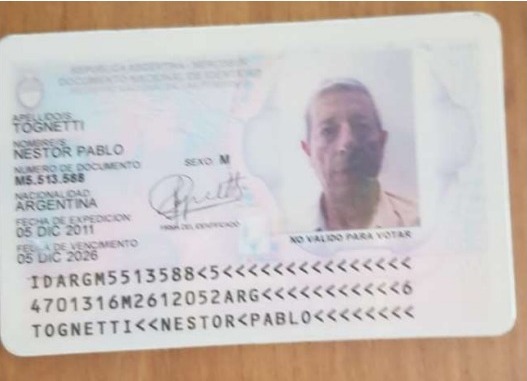 REPUBLICA ARGENTINA - MERCOSUR
DOCUMENTO NACIONAL DE IDENTIDAD
APELLIDO/S
TOGNETTI
NOMBRE/S
NESTOR PABLO
NUMERO DE DOCUMENTO SEXO M
M5.513.588
NACIONALIDAD
ARGENTINA
FECHA DE EXPEDICION
05 DIC 2011
FIRMA DEL IDENTIFICADO
FECHA DE VENCIMIENTO
05 DIC 2026
NO VALIDO PARA VOTAR
IDARGM5513588<5<<<<<<<<<<<<<<<
4701316M2612052ARG<<<<<<<<<<<6
TOGNETTI<<NESTOR<PABLO<<<<<<<<